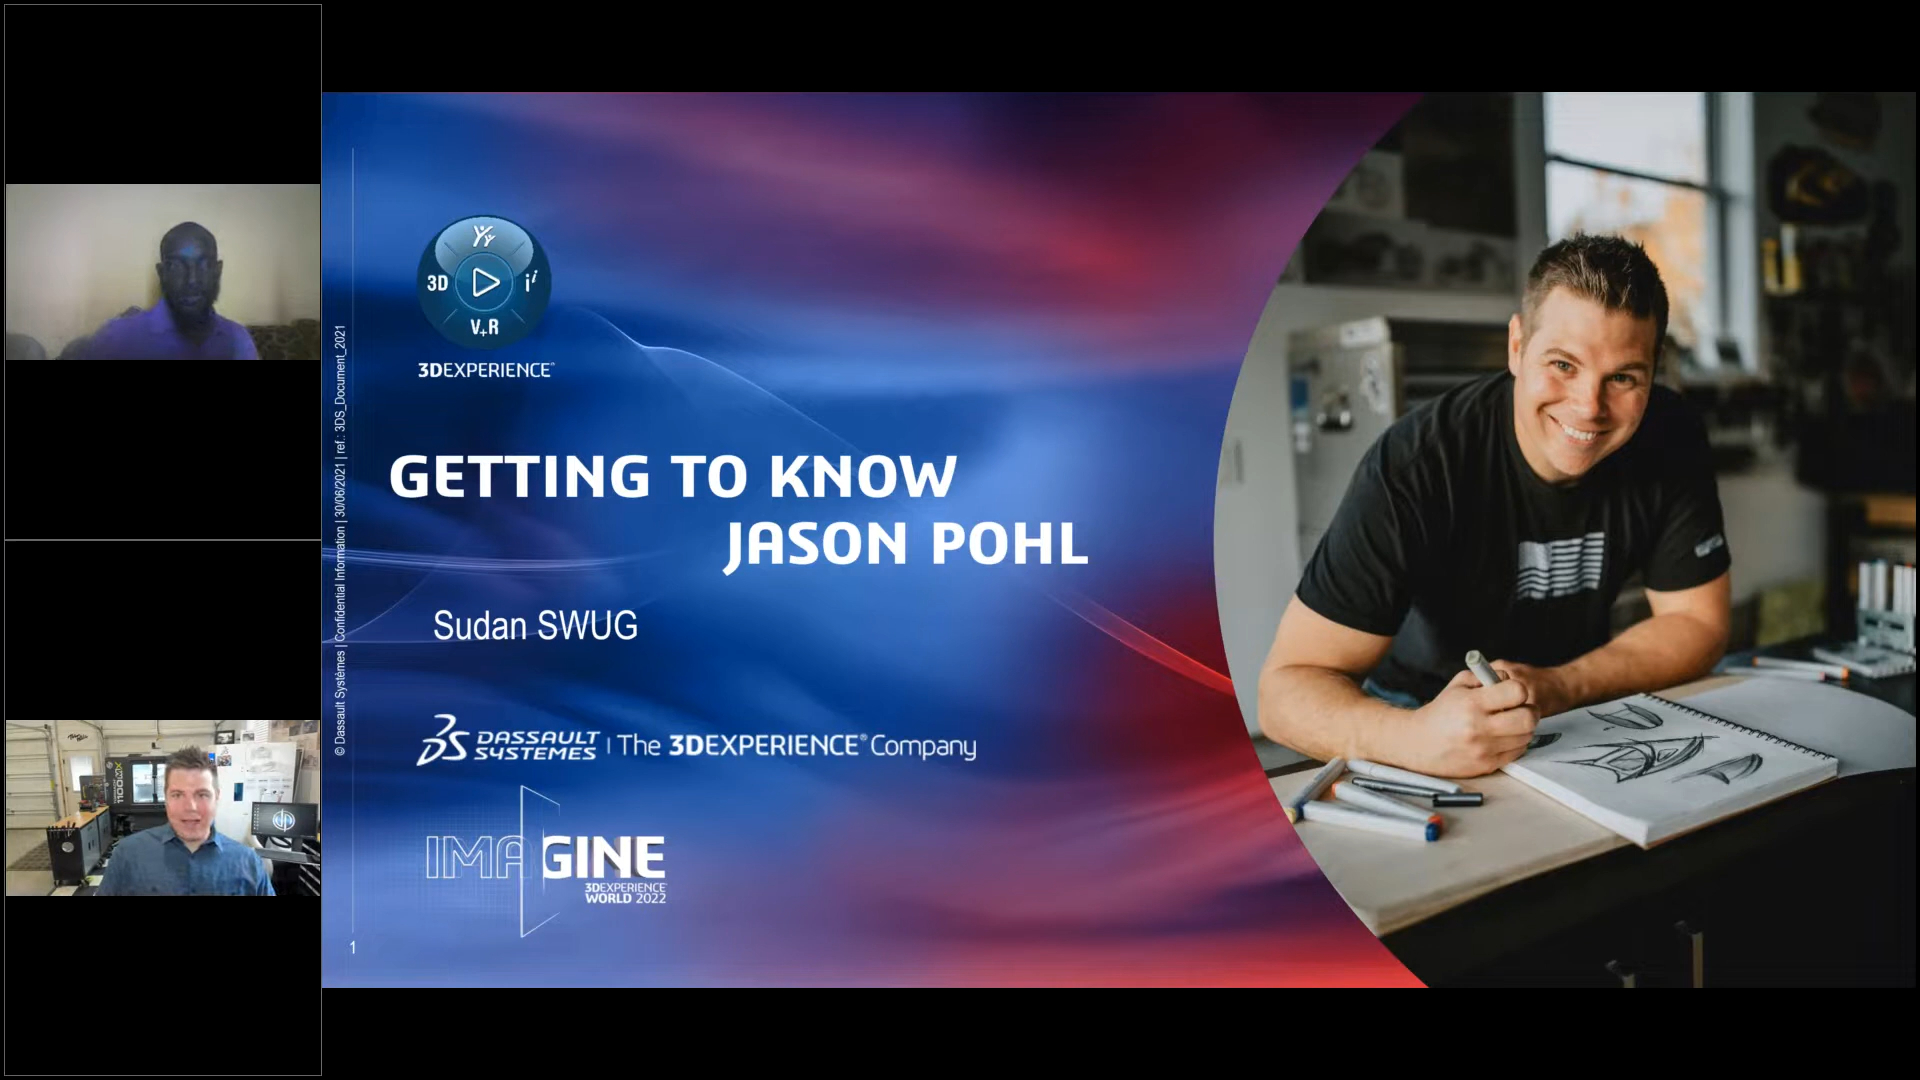 3D
V+R
3DEXPERIENCE®
GETTING TO KNOW
JASON POHL
Sudan SWUG
DASSAULT SYSTEMES | The 3DEXPERIENCE® Company
IMAGINE
3DEXPERIENCE
WORLD 2022
© Dassault Systèmes | Confidential Information | 30/06/2021 | ref.: 3DS_Document_2021
1
1100MX